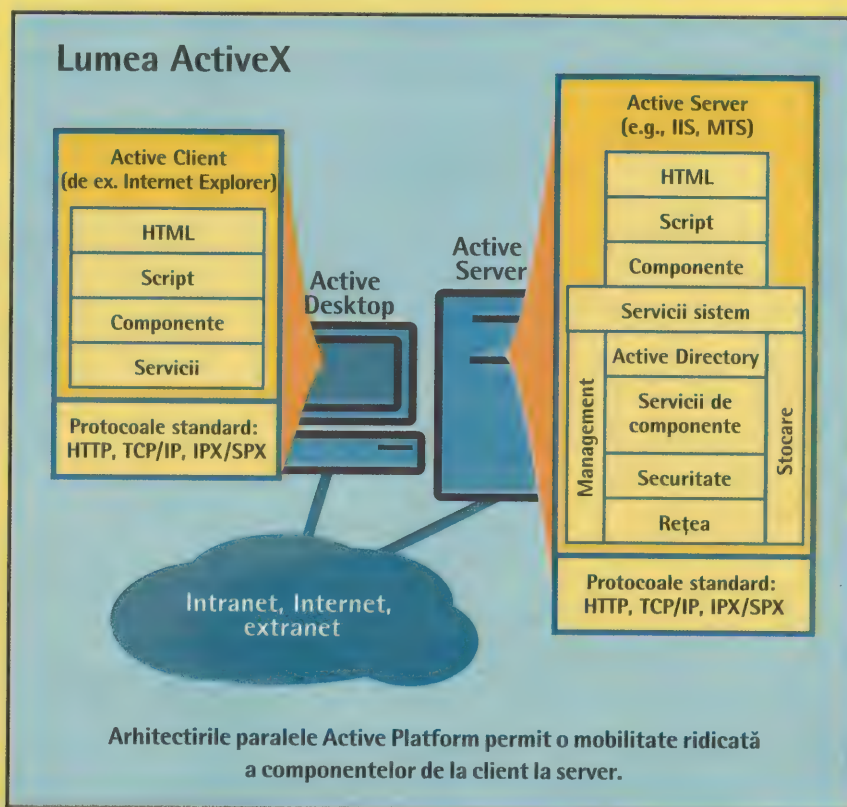 Lumea ActiveX
Active Client
(de ex. Internet Explorer)
HTML
Script
Componente
Servicii
Protocoale standard:
HTTP, TCP/IP, IPX/SPX
Active
Desktop
Active
Server
Active Server
(e.g., IIS, MTS)
HTML
Script
Componente
Servicii sistem
Management
Active Directory
Servicii de
componente
Securitate
Rețea
Stocare
Protocoale standard:
HTTP, TCP/IP, IPX/SPX
Intranet, Internet,
extranet
Arhitectirile paralele Active Platform permit o mobilitate ridicată
a componentelor de la client la server.